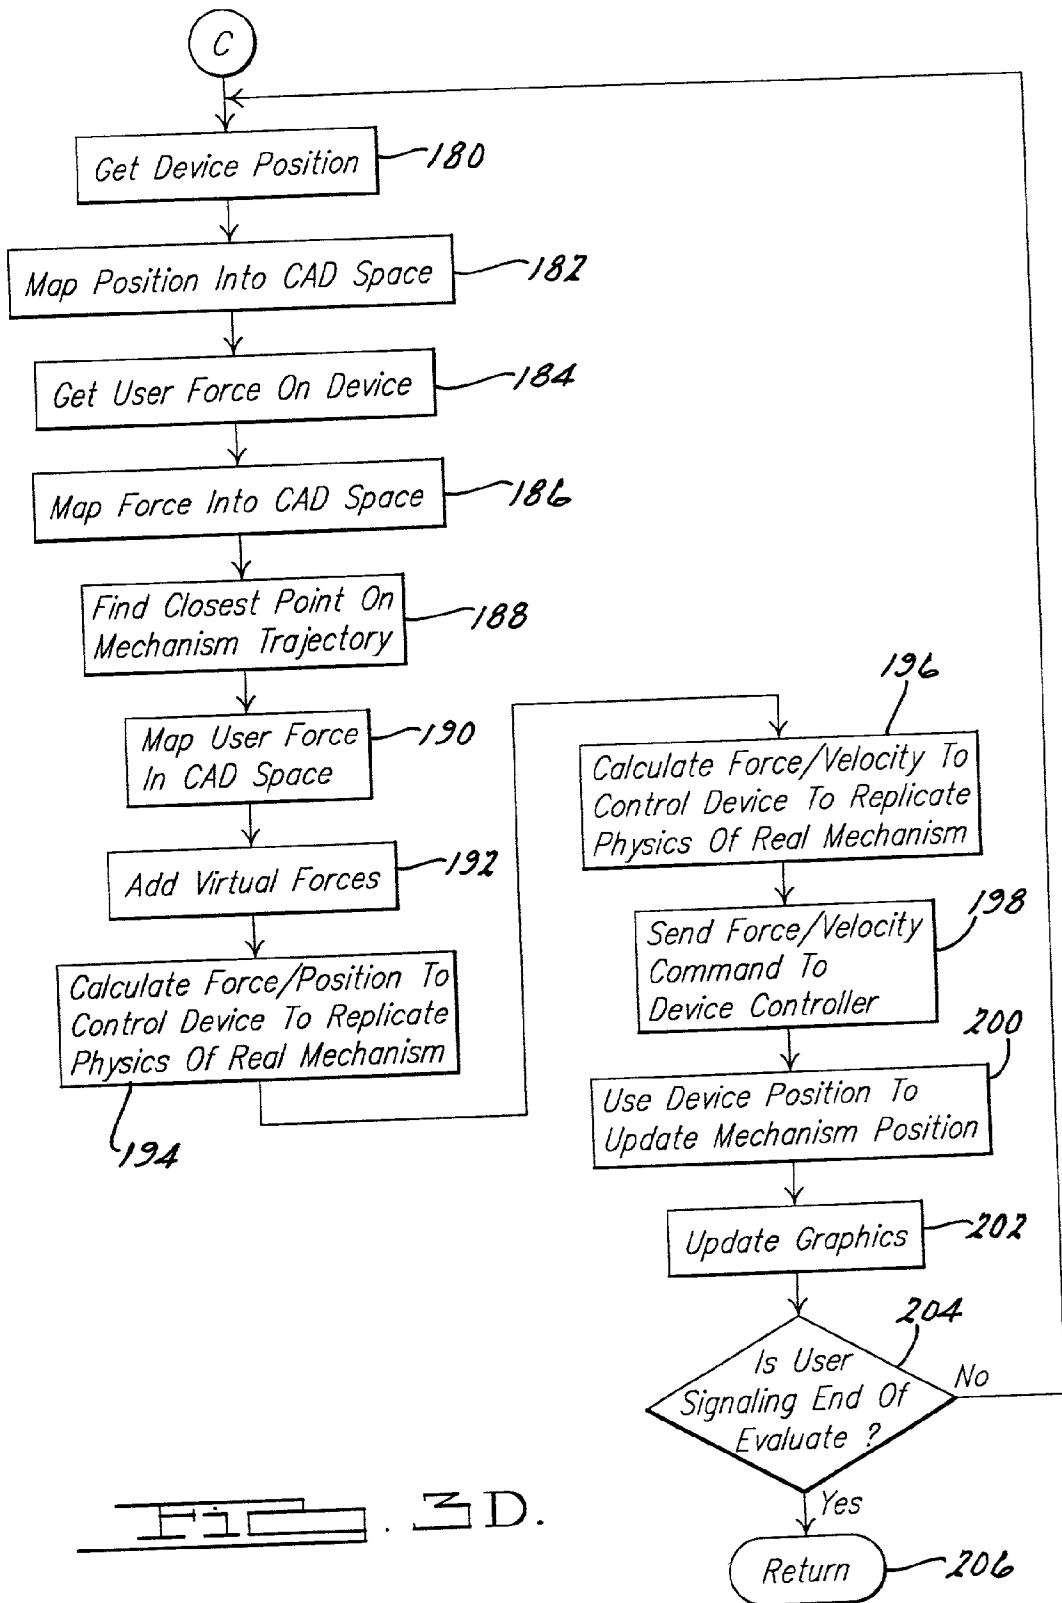 C
Get Device Position
180
Map Position Into CAD Space
182
Get User Force On Device
184
Map Force Into CAD Space
186
Find Closest Point On
Mechanism Trajectory
188
Map User Force
In CAD Space
190
Add Virtual Forces
192
Calculate Force/Position To
Control Device To Replicate
Physics Of Real Mechanism
194
196
Calculate Force/Velocity To
Control Device To Replicate
Physics Of Real Mechanism
198
Send Force/Velocity
Command To
Device Controller
200
Use Device Position To
Update Mechanism Position
Update Graphics
202
204
Is User
Signaling End Of
Evaluate ?
No
Yes
Return
206
Fig. 3D.